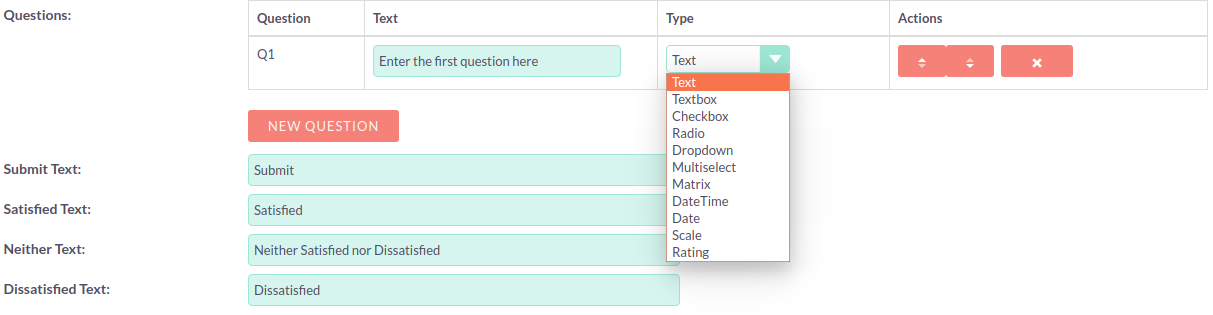 Questions:
Question Text Type Actions
Q1 Enter the first question here Text
Text
Textbox
Checkbox
Radio
Dropdown
Multiselect
Matrix
DateTime
Date
Scale
Rating
NEW QUESTION
Submit Text: Submit
Satisfied Text: Satisfied
Neither Text: Neither Satisfied nor Dissatisfied
Dissatisfied Text: Dissatisfied